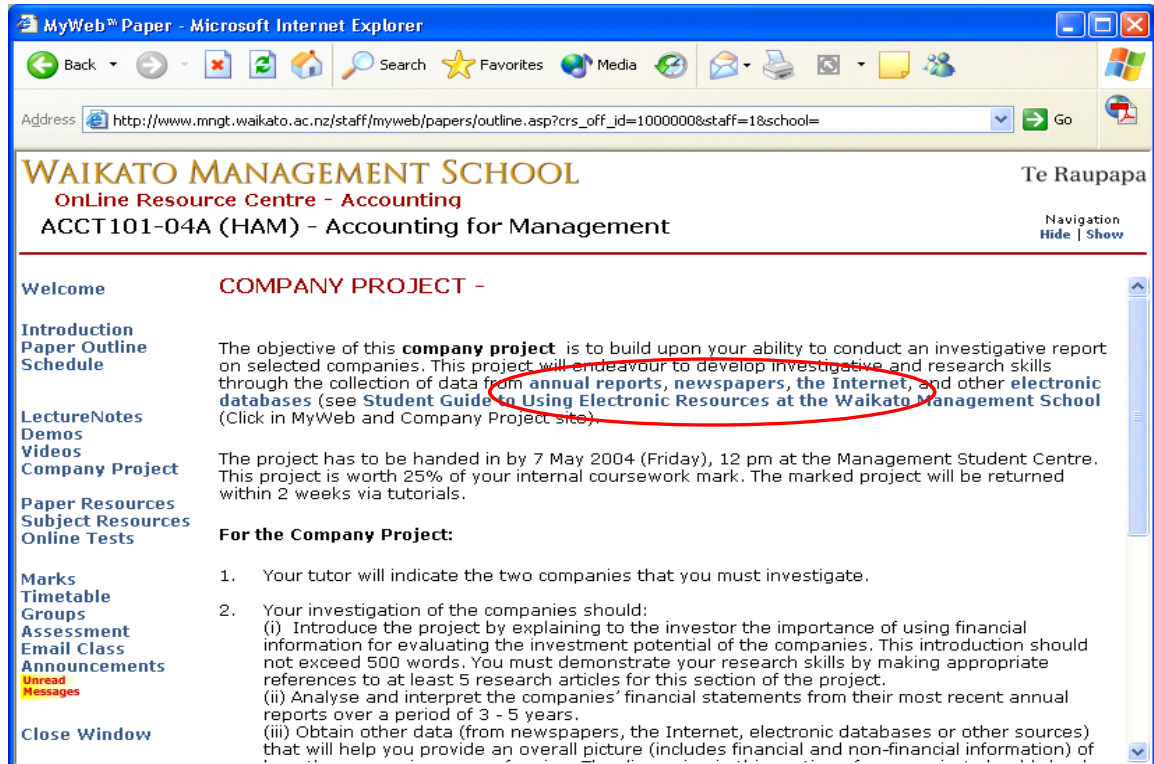 MyWeb™ Paper - Microsoft Internet Explorer
Back Search Favorites Media
Address http://www.mngt.waikato.ac.nz/staff/myweb/papers/outline.asp?crs_off_id=1000000&staff=1&school= Go
WAIKATO MANAGEMENT SCHOOL Te Raupapa
OnLine Resource Centre - Accounting
ACCT101-04A (HAM) - Accounting for Management
Navigation
Hide | Show
Welcome
Introduction
Paper Outline
Schedule
LectureNotes
Demos
Videos
Company Project
Paper Resources
Subject Resources
Online Tests
Marks
Timetable
Groups
Assessment
Email Class
Announcements
Unread
Messages
Close Window
COMPANY PROJECT -
The objective of this company project is to build upon your ability to conduct an investigative report
on selected companies. This project will endeavour to develop investigative and research skills
through the collection of data from annual reports, newspapers, the Internet, and other electronic
databases (see Student Guide to Using Electronic Resources at the Waikato Management School
(Click in MyWeb and Company Project site).
The project has to be handed in by 7 May 2004 (Friday), 12 pm at the Management Student Centre.
This project is worth 25% of your internal coursework mark. The marked project will be returned
within 2 weeks via tutorials.
For the Company Project:
1. Your tutor will indicate the two companies that you must investigate.
2. Your investigation of the companies should:
(i) Introduce the project by explaining to the investor the importance of using financial
information for evaluating the investment potential of the companies. This introduction should
not exceed 500 words. You must demonstrate your research skills by making appropriate
references to at least 5 research articles for this section of the project.
(ii) Analyse and interpret the companies' financial statements from their most recent annual
reports over a period of 3 - 5 years.
(iii) Obtain other data (from newspapers, the Internet, electronic databases or other sources)
that will help you provide an overall picture (includes financial and non-financial information) of